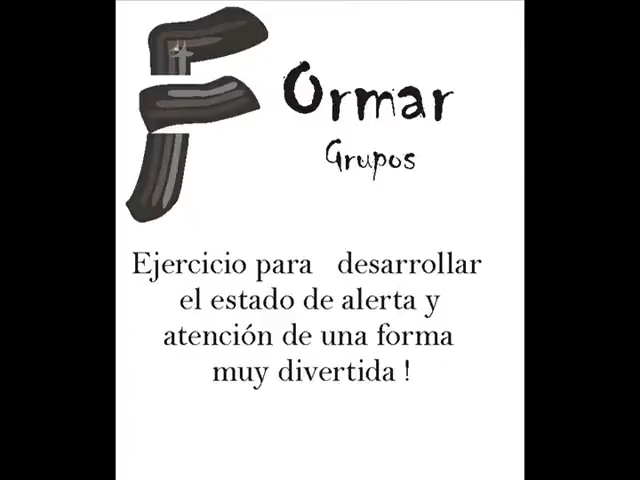 Formar
Grupos
Ejercicio para desarrollar
el estado de alerta y
atención de una forma
muy divertida !